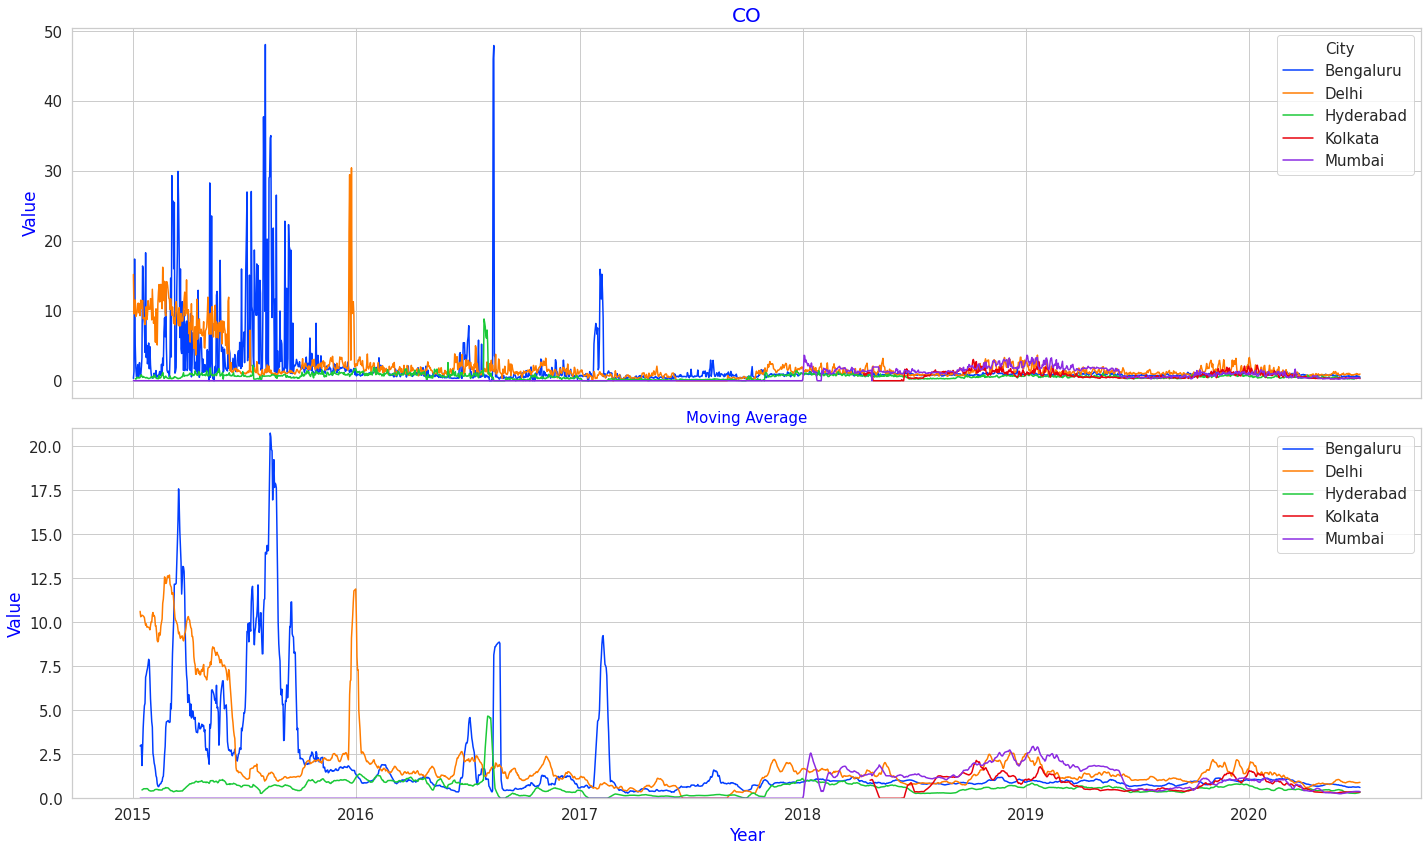 CO
50
40
30
20
10
0
Value
City
Bengaluru
Delhi
Hyderabad
Kolkata
Mumbai
Moving Average
20.0
17.5
15.0
12.5
10.0
7.5
5.0
2.5
0.0
Value
Bengaluru
Delhi
Hyderabad
Kolkata
Mumbai
2015 2016 2017 2018 2019 2020
Year